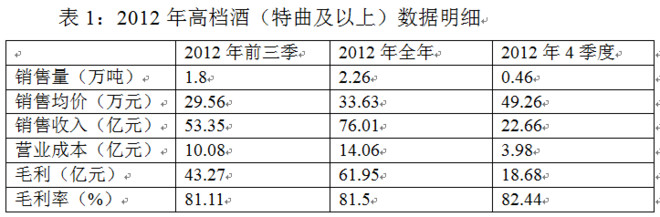 表 1：2012 年高档酒（特曲及以上）数据明细
2012 年前三季 2012 年全年 2012 年 4 季度
销售量（万吨） 1.8 2.26 0.46
销售均价（万元） 29.56 33.63 49.26
销售收入（亿元） 53.35 76.01 22.66
营业成本（亿元） 10.08 14.06 3.98
毛利（亿元） 43.27 61.95 18.68
毛利率（%） 81.11 81.5 82.44